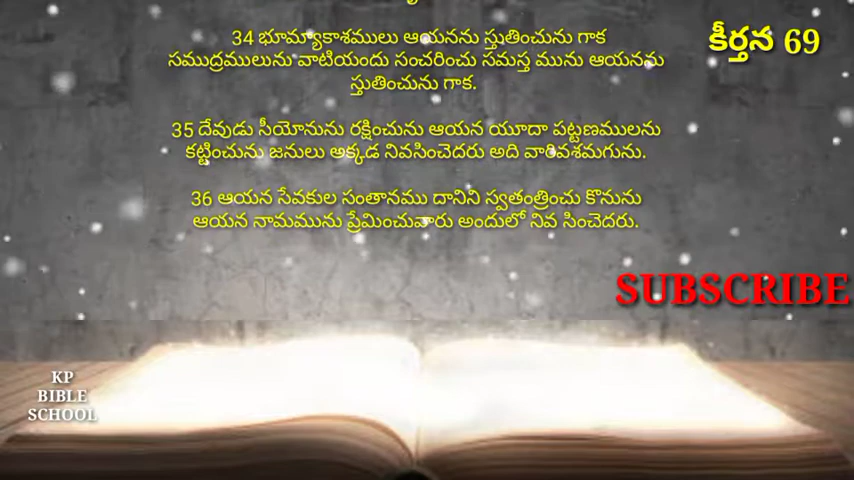 కీర్తన 69
34 భూమ్యాకాశములు ఆయనను స్తుతించును గాక
సముద్రములును వాటియందు సంచరించు సమస్త మును ఆయనను
స్తుతించును గాక.
35 దేవుడు సీయోనును రక్షించును ఆయన యూదా పట్టణములను
కట్టించును జనులు అక్కడ నివసించెదరు అది వారివశమగును.
36 ఆయన సేవకుల సంతానము దానిని స్వతంత్రించు కొనును
ఆయన నామమును ప్రేమించువారు అందులో నివ సించెదరు.
SUBSCRIBE
KP
BIBLE
SCHOOL